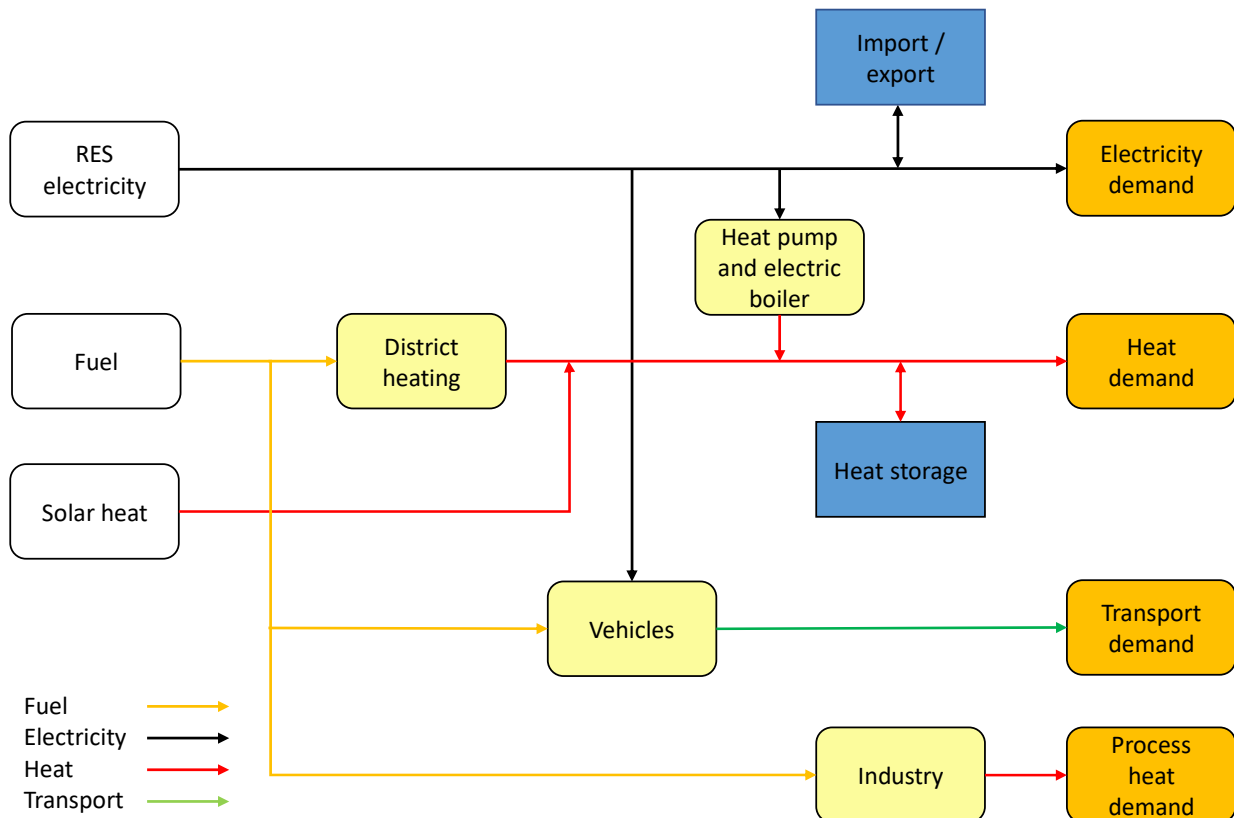 Import /
export
RES
electricity
Electricity
demand
Heat pump
and electric
boiler
Fuel
District
heating
Heat
demand
Solar heat
Heat storage
Vehicles
Transport
demand
Fuel
Electricity
Heat
Transport
Industry
Process
heat
demand